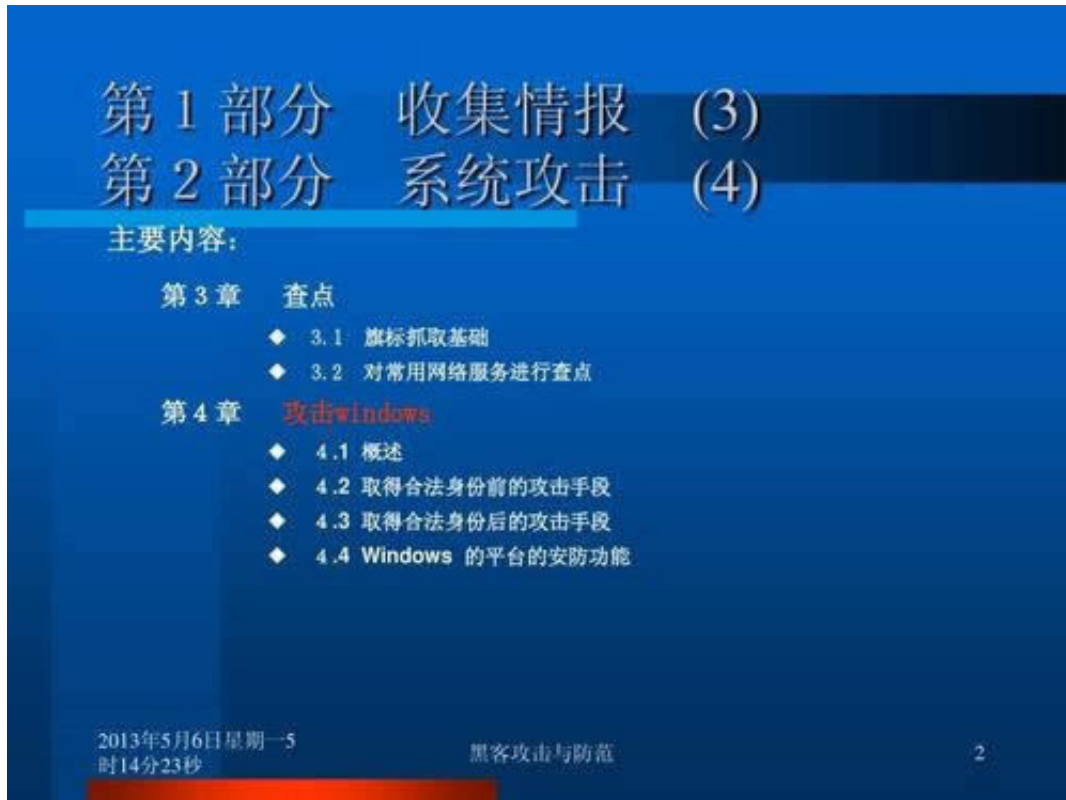 第 1 部分 收集情报 (3)
第 2 部分 系统攻击 (4)
主要内容：
第 3 章 查点
◆ 3.1 旗标抓取基础
◆ 3.2 对常用网络服务进行查点
第 4 章 攻击windows
◆ 4.1 概述
◆ 4.2 取得合法身份前的攻击手段
◆ 4.3 取得合法身份后的攻击手段
◆ 4.4 Windows 的平台的安防功能
2013年5月6日星期一5
时14分23秒
黑客攻击与防范
2